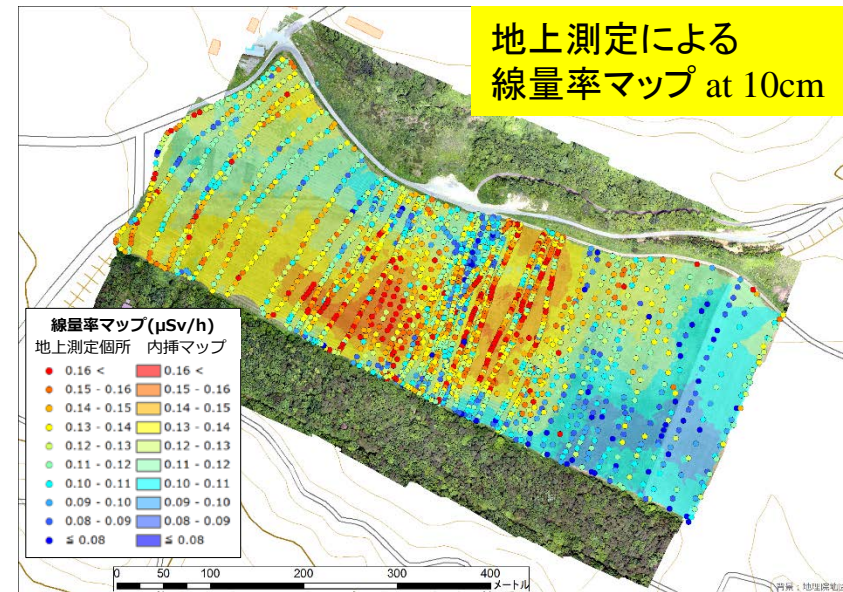 地上測定による
線量率マップ at 10cm
線量率マップ(μSv/h)
地上測定個所 内挿マップ
0.16 < 0.16 <
0.15 - 0.16 0.15 - 0.16
0.14 - 0.15 0.14 - 0.15
0.13 - 0.14 0.13 - 0.14
0.12 - 0.13 0.12 - 0.13
0.11 - 0.12 0.11 - 0.12
0.10 - 0.11 0.10 - 0.11
0.09 - 0.10 0.09 - 0.10
0.08 - 0.09 0.08 - 0.09
≦ 0.08 ≦ 0.08
0 50 100 200 300 400
メートル
背景:地理院地